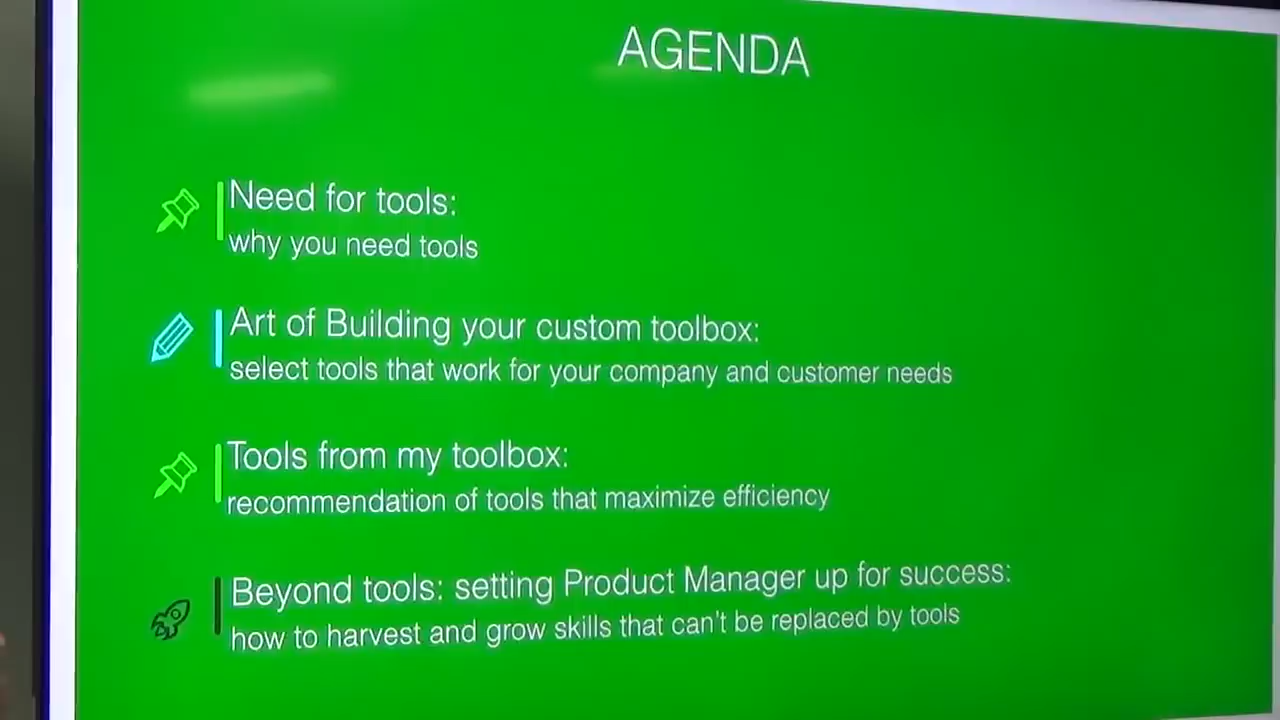 AGENDA
Need for tools:
why you need tools
Art of Building your custom toolbox:
select tools that work for your company and customer needs
Tools from my toolbox:
recommendation of tools that maximize efficiency
Beyond tools: setting Product Manager up for success:
how to harvest and grow skills that can't be replaced by tools